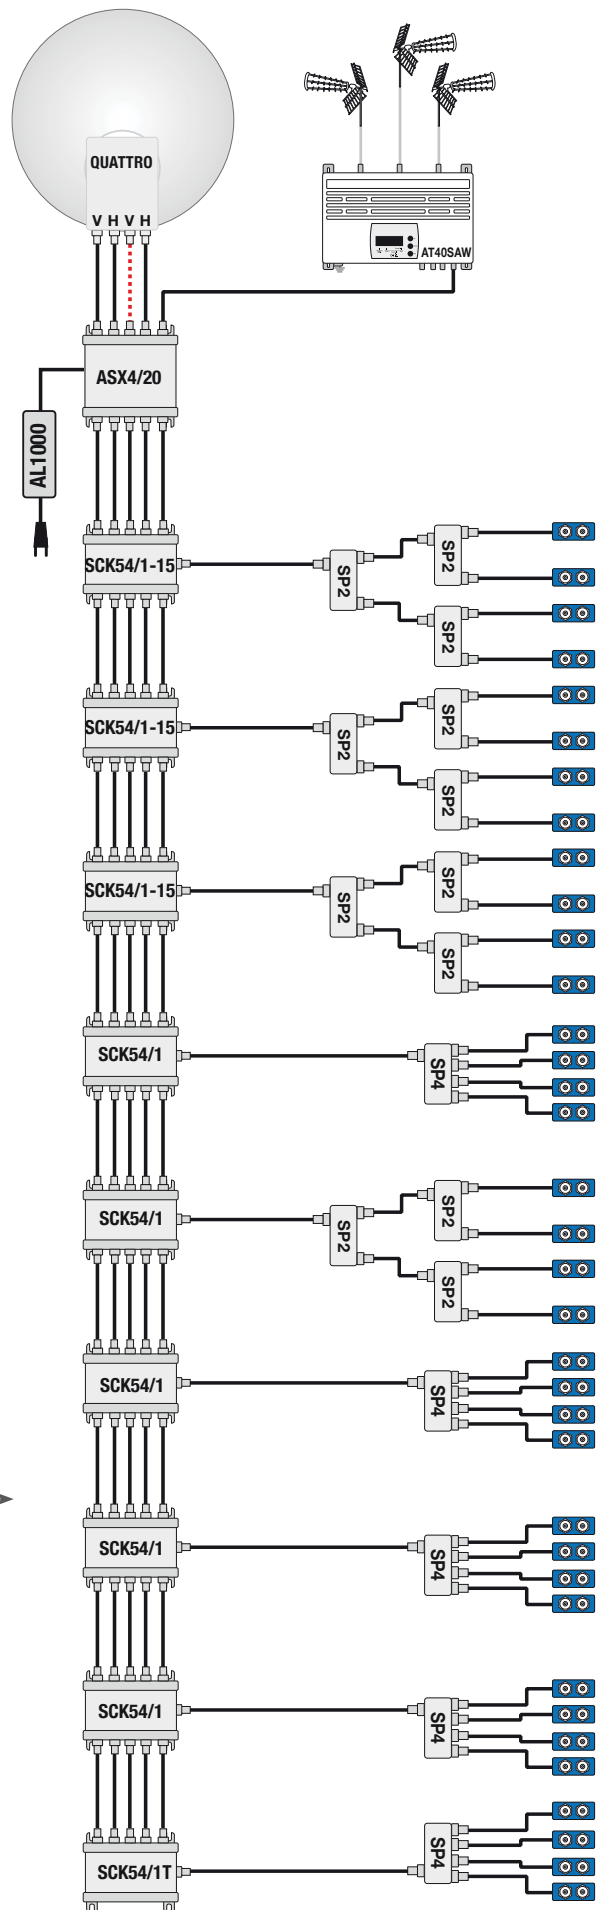 QUATTRO
V H V H
AT40SAW
ASX4/20
AL1000
SCK54/1-15
SP2
SP2
SP2
SCK54/1-15
SP2
SP2
SP2
SCK54/1-15
SP2
SP2
SP2
SCK54/1
SP4
SCK54/1
SP2
SP2
SP2
SCK54/1
SP4
SCK54/1
SP4
SCK54/1
SP4
SCK54/1T
SP4